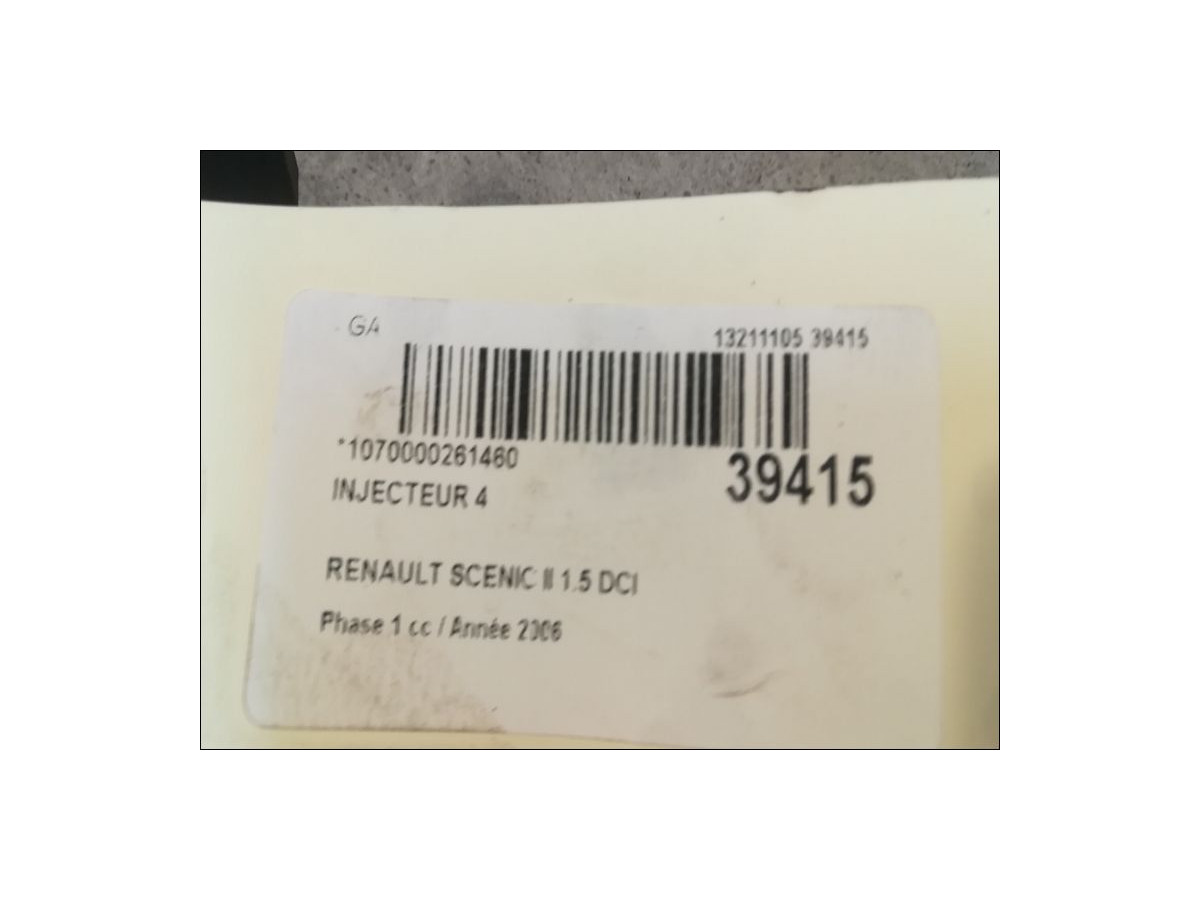 GA
13211105 39415
*1070000261460
39415
INJECTEUR 4
RENAULT SCENIC II 1.5 DCI
Phase 1 cc / Année 2006